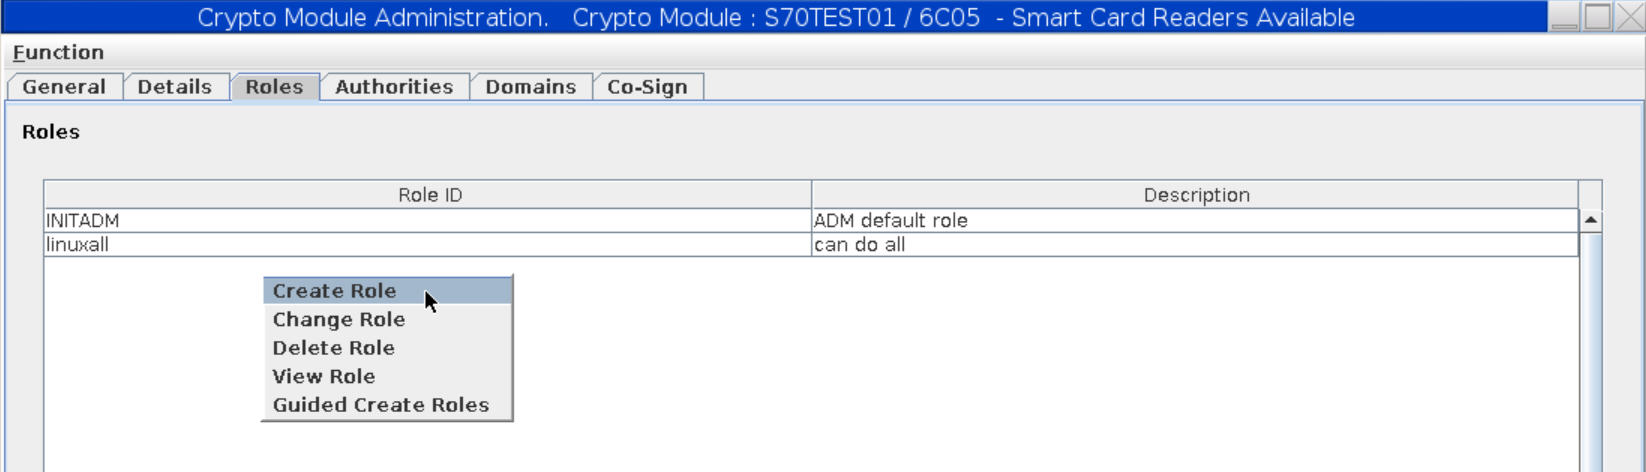 Crypto Module Administration.   Crypto Module : S70TEST01 / 6C05  - Smart Card Readers Available
Function
General Details Roles Authorities Domains Co-Sign
Roles
Role ID Description
INITADM ADM default role
linuxall can do all
Create Role
Change Role
Delete Role
View Role
Guided Create Roles